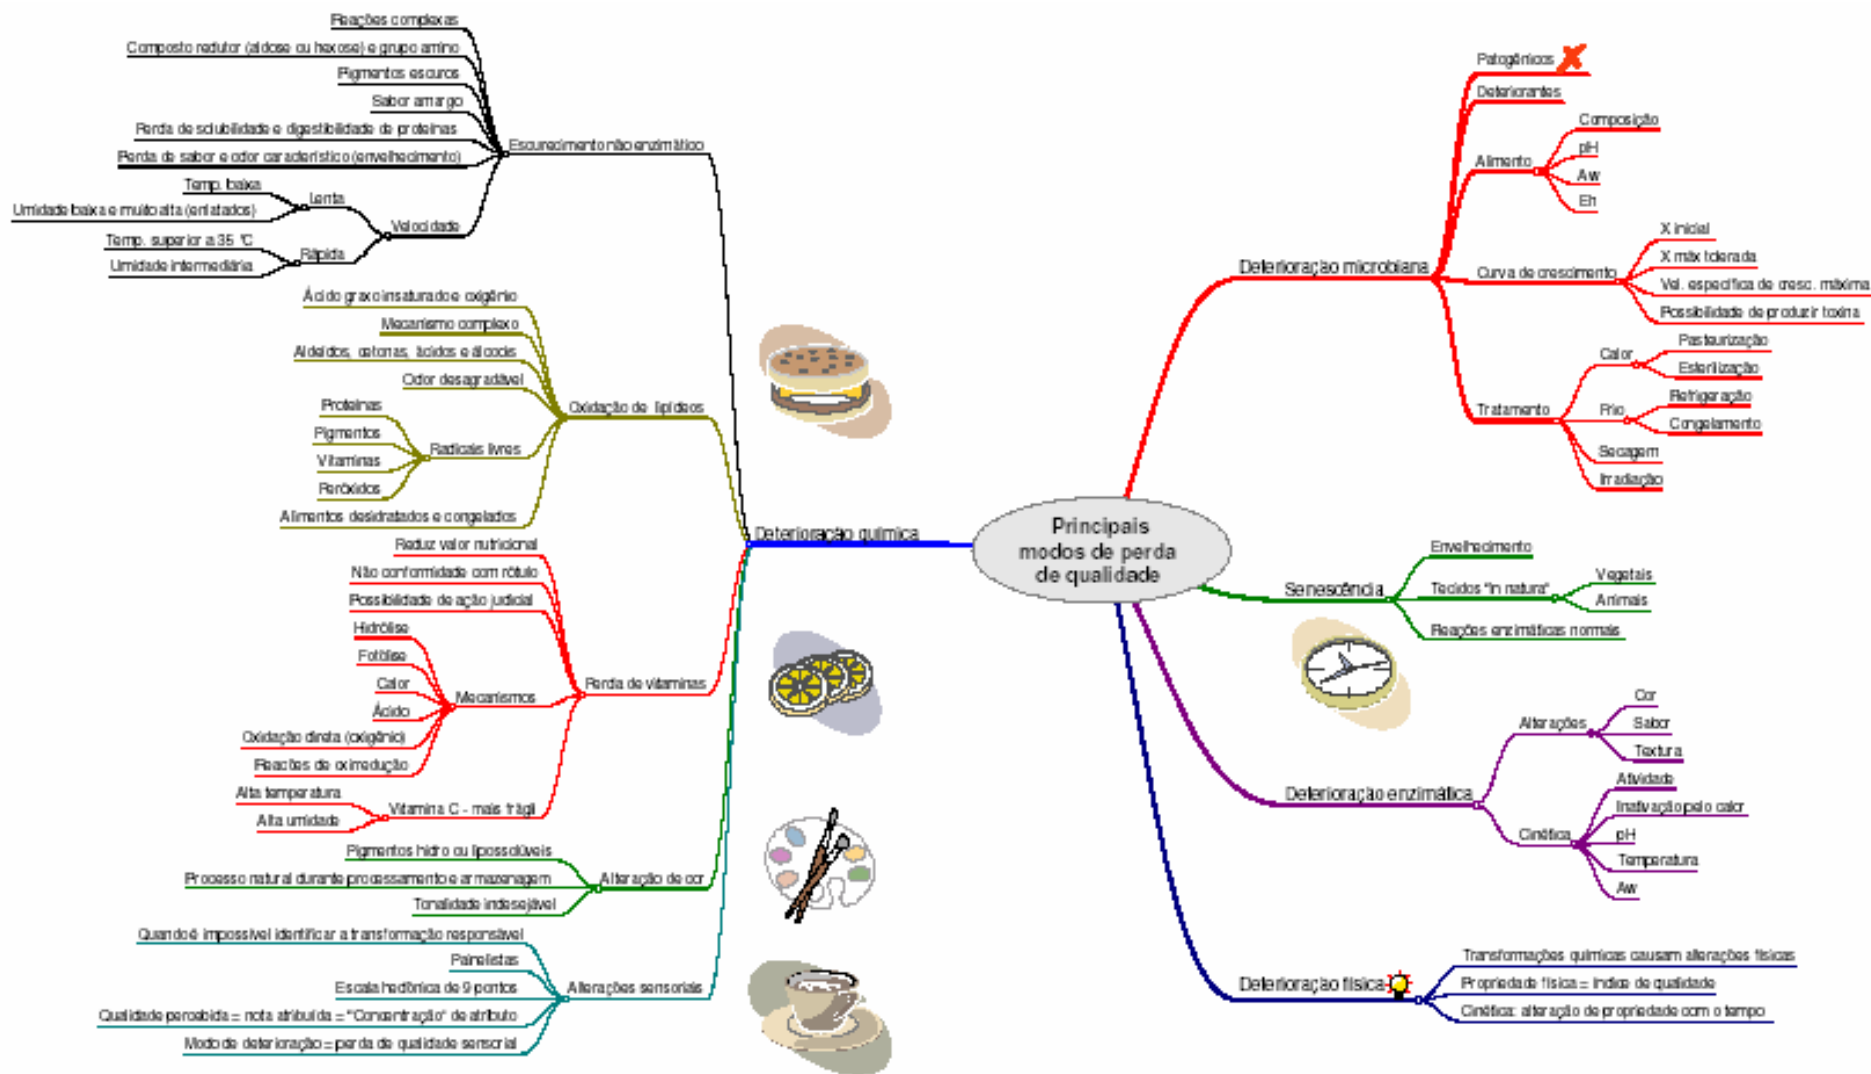 Principais
modos de perda
de qualidade
Deterioração microbiana
Patogênicos
Deteriorantes
Alimento
Composição
pH
Aw
Eh
Curva de crescimento
X inicial
X máx tolerada
Vel. específica de cresc. máxima
Possibilidade de produzir toxina
Tratamento
Calor
Pasteurização
Esterilização
Frio
Refrigeração
Congelamento
Secagem
Irradiação
Senescência
Envelhecimento
Tecidos "in natura"
Vegetais
Animais
Reações enzimáticas normais
Deterioração enzimática
Alterações
Cor
Sabor
Textura
Cinética
Atividade
Inativação pelo calor
pH
Temperatura
Aw
Deterioração física
Transformações químicas causam alterações físicas
Propriedade física = índice de qualidade
Cinética: alteração de propriedade com o tempo
Deterioração química
Escurecimento não enzimático
Reações complexas
Composto redutor (aldose ou hexose) e grupo amino
Pigmentos escuros
Sabor amargo
Perda de solubilidade e digestibilidade de proteínas
Perda de sabor e odor característico (envelhecimento)
Velocidade
Lenta
Temp. baixa
Umidade baixa e muito alta (enlatados)
Rápida
Temp. superior a 35 °C
Umidade intermediária
Oxidação de lipídeos
Ácido graxo insaturado e oxigênio
Mecanismo complexo
Aldeídos, cetonas, ácidos e álcoois
Odor desagradável
Radicais livres
Proteínas
Pigmentos
Vitaminas
Peróxidos
Alimentos desidratados e congelados
Perda de vitaminas
Reduz valor nutricional
Não conformidade com rótulo
Possibilidade de ação judicial
Mecanismos
Hidrólise
Fotólise
Calor
Ácido
Oxidação direta (oxigênio)
Reacões de oxirredução
Vitamina C - mais frágil
Alta temperatura
Alta umidade
Alteração de cor
Pigmentos hidro ou lipossolúveis
Processo natural durante processamento e armazenagem
Tonalidade indesejável
Alterações sensoriais
Quando é impossível identificar a transformação responsável
Painelistas
Escala hedônica de 9 pontos
Qualidade percebida = nota atribuída = "Concentração" de atributo
Modo de deterioração = perda de qualidade sensorial